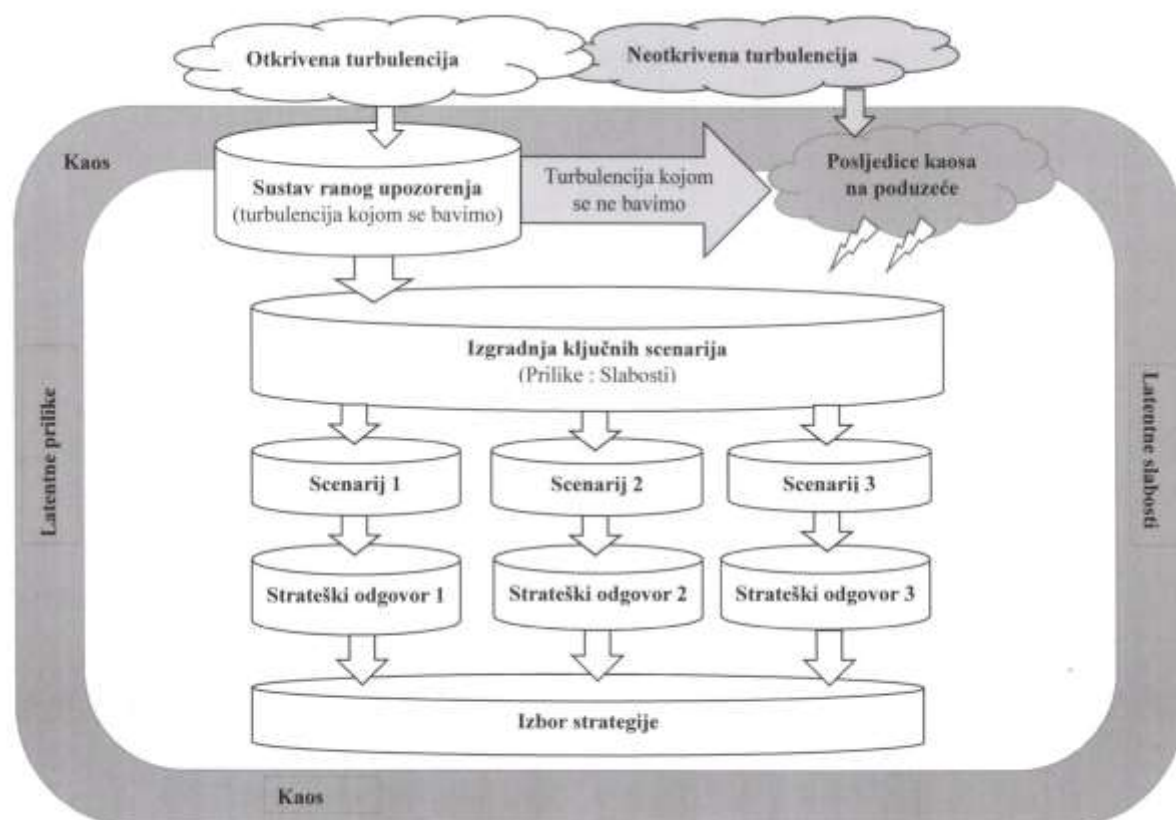 Otkrivena turbulencija
Neotkrivena turbulencija
Kaos
Sustav ranog upozorenja
(turbulencija kojom se bavimo)
Turbulencija kojom
se ne bavimo
Posljedice kaosa
na poduzeće
Izgradnja ključnih scenarija
(Prilike : Slabosti)
Latentne prilike
Latentne slabosti
Scenarij 1
Scenarij 2
Scenarij 3
Strateški odgovor 1
Strateški odgovor 2
Strateški odgovor 3
Izbor strategije
Kaos